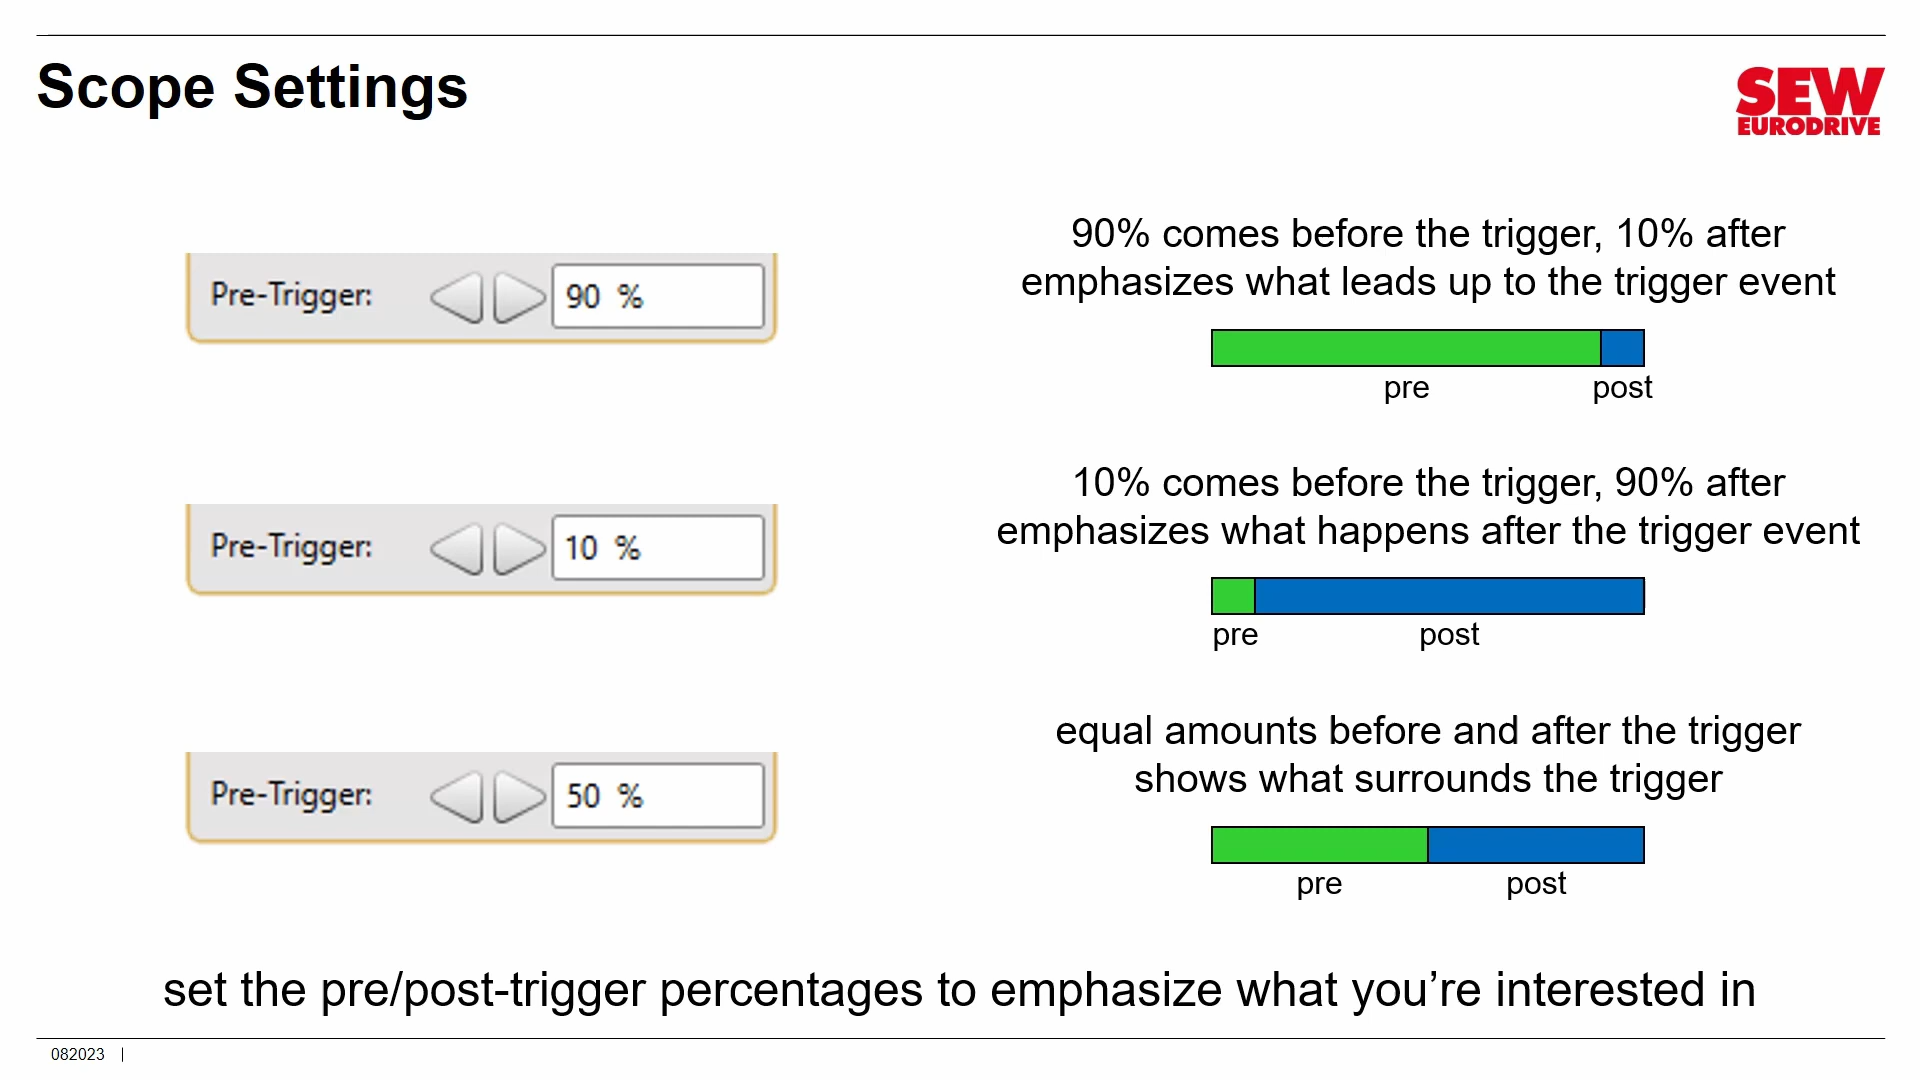 Scope Settings
SEW
EURODRIVE
Pre-Trigger: 90 %
90% comes before the trigger, 10% after
emphasizes what leads up to the trigger event
pre post
Pre-Trigger: 10 %
10% comes before the trigger, 90% after
emphasizes what happens after the trigger event
pre post
Pre-Trigger: 50 %
equal amounts before and after the trigger
shows what surrounds the trigger
pre post
set the pre/post-trigger percentages to emphasize what you’re interested in
082023 |